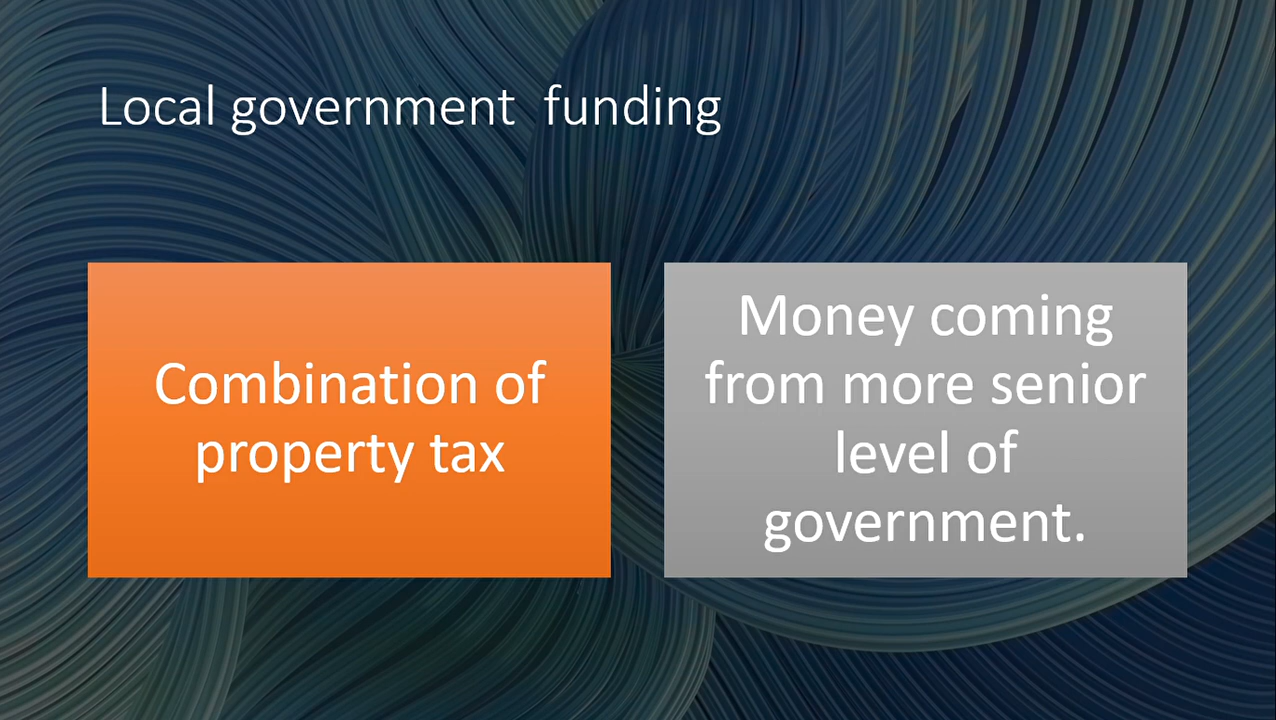 Local government  funding
Combination of
property tax
Money coming
from more senior
level of
government.